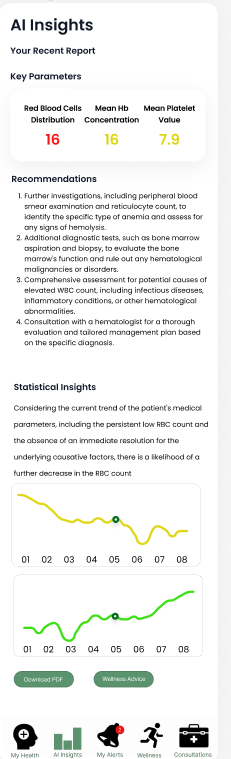 AI Insights
Your Recent Report
Key Parameters
Red Blood Cells Mean Hb Mean Platelet
Distribution Concentration Value
16 16 7.9
Recommendations
1. Further investigations, including peripheral blood
smear examination and reticulocyte count, to
identify the specific type of anemia and assess for
any signs of hemolysis.
2. Additional diagnostic tests, such as bone marrow
aspiration and biopsy, to evaluate the bone
marrow's function and rule out any hematological
malignancies or disorders.
3. Comprehensive assessment for potential causes of
elevated WBC count, including infectious diseases,
inflammatory conditions, or other hematological
abnormalities.
4. Consultation with a hematologist for a thorough
evaluation and tailored management plan based
on the specific diagnosis.
Statistical Insights
Considering the current trend of the patient's medical
parameters, including the persistent low RBC count and
the absence of an immediate resolution for the
underlying causative factors, there is a likelihood of a
further decrease in the RBC count
01 02 03 04 05 06 07 08
01 02 03 04 05 06 07 08
Download PDF Wellness Advice
2
My Health AI Insights My Alerts Wellness Consultations